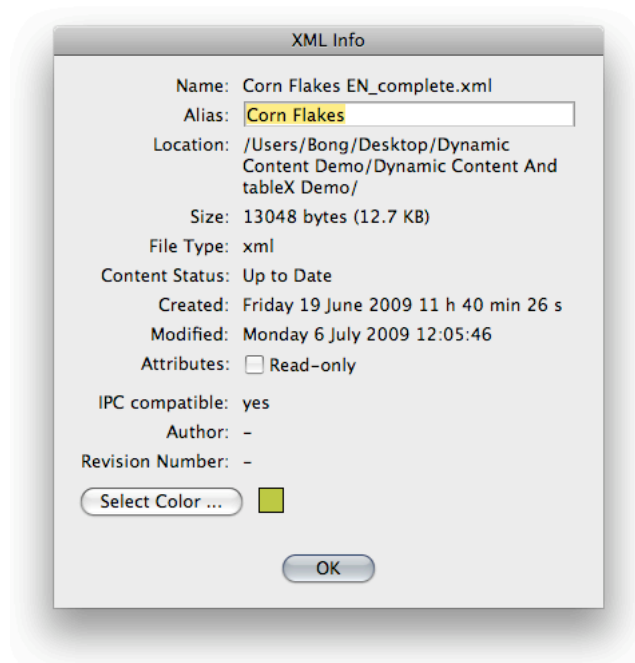 XML Info
Name: Corn Flakes EN_complete.xml
Alias: Corn Flakes
Location: /Users/Bong/Desktop/Dynamic
Content Demo/Dynamic Content And
tableX Demo/
Size: 13048 bytes (12.7 KB)
File Type: xml
Content Status: Up to Date
Created: Friday 19 June 2009 11 h 40 min 26 s
Modified: Monday 6 July 2009 12:05:46
Attributes: Read-only
IPC compatible: yes
Author: –
Revision Number: –
Select Color ...
OK